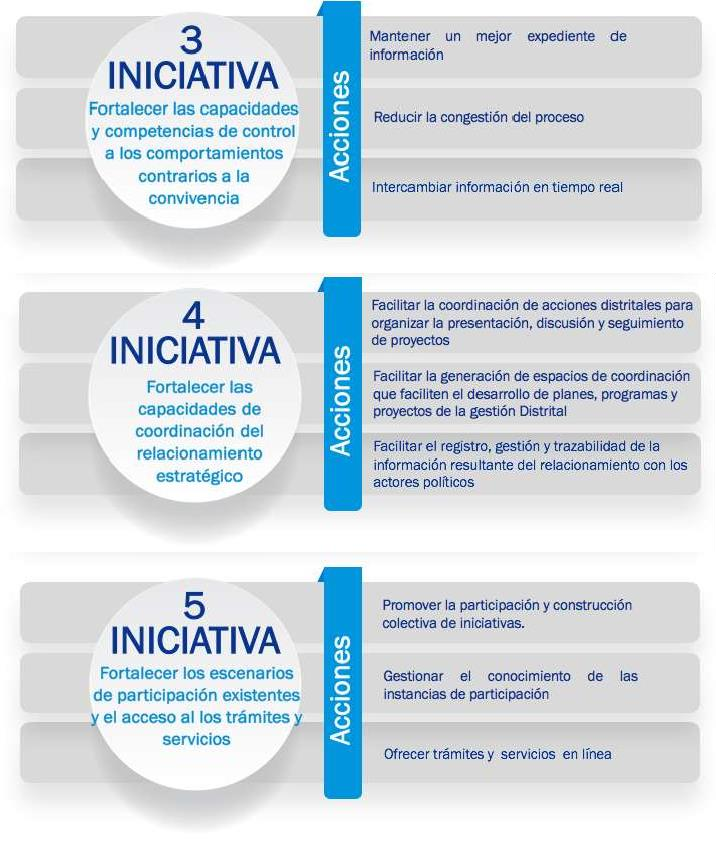 3
INICIATIVA
Fortalecer las capacidades
y competencias de control
a los comportamientos
contrarios a la
convivencia
Acciones
Mantener un mejor expediente de
información
Reducir la congestión del proceso
Intercambiar información en tiempo real
4
INICIATIVA
Fortalecer las
capacidades de
coordinación del
relacionamiento
estratégico
Acciones
Facilitar la coordinación de acciones distritales para
organizar la presentación, discusión y seguimiento
de proyectos
Facilitar la generación de espacios de coordinación
que faciliten el desarrollo de planes, programas y
proyectos de la gestión Distrital
Facilitar el registro, gestión y trazabilidad de la
información resultante del relacionamiento con los
actores políticos
5
INICIATIVA
Fortalecer los escenarios
de participación existentes
y el acceso al los trámites y
servicios
Acciones
Promover la participación y construcción
colectiva de iniciativas.
Gestionar el conocimiento de las
instancias de participación
Ofrecer trámites y servicios en línea